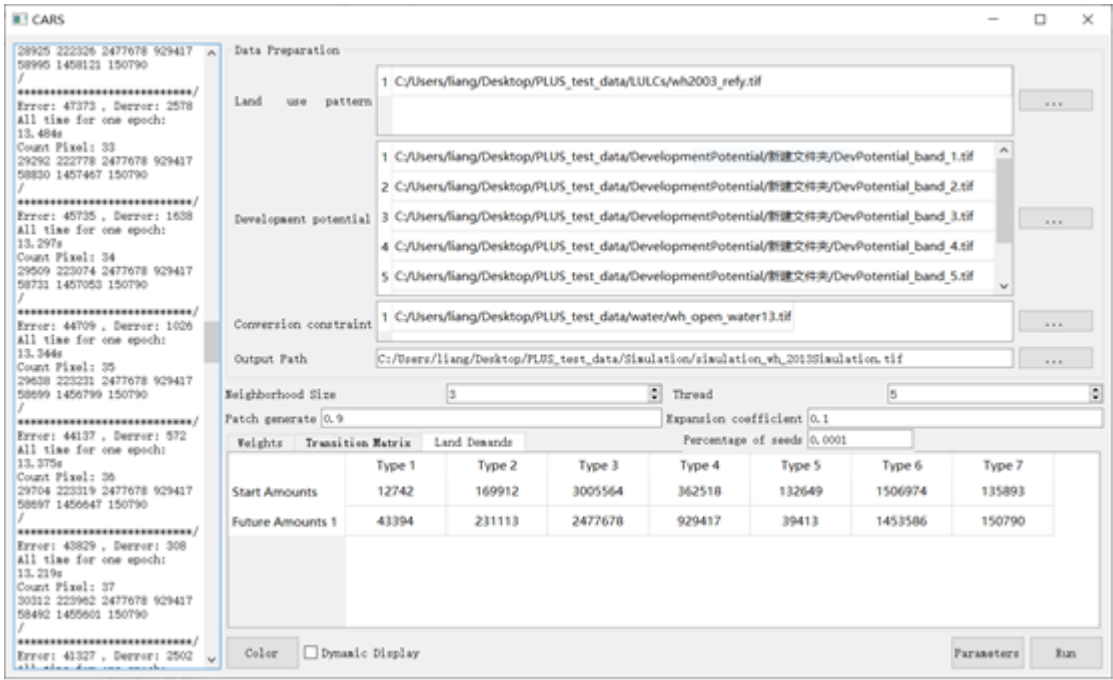 CARS
28925 222326 2477678 929417
58995 1458121 150790
/
****************************/
Error: 47373 , Derror: 2578
All time for one epoch:
13.484s
Count Pixel: 33
29292 222778 2477678 929417
58830 1457467 150790
/
****************************/
Error: 45735 , Derror: 1638
All time for one epoch:
13.297s
Count Pixel: 34
29509 223074 2477678 929417
58731 1457053 150790
/
****************************/
Error: 44709 , Derror: 1026
All time for one epoch:
13.344s
Count Pixel: 35
29638 223231 2477678 929417
58699 1456799 150790
/
****************************/
Error: 44137 , Derror: 572
All time for one epoch:
13.375s
Count Pixel: 36
29704 223319 2477678 929417
58697 1456647 150790
/
****************************/
Error: 43829 , Derror: 308
All time for one epoch:
13.219s
Count Pixel: 37
30312 223962 2477678 929417
58492 1455601 150790
/
****************************/
Error: 41327 , Derror: 2502
Data Preparation
Land use pattern
1 C:/Users/liang/Desktop/PLUS_test_data/LULCs/wh2003_refy.tif
...
Development potential
1 C:/Users/liang/Desktop/PLUS_test_data/DevelopmentPotential/新建文件夹/DevPotential_band_1.tif
2 C:/Users/liang/Desktop/PLUS_test_data/DevelopmentPotential/新建文件夹/DevPotential_band_2.tif
3 C:/Users/liang/Desktop/PLUS_test_data/DevelopmentPotential/新建文件夹/DevPotential_band_3.tif
4 C:/Users/liang/Desktop/PLUS_test_data/DevelopmentPotential/新建文件夹/DevPotential_band_4.tif
5 C:/Users/liang/Desktop/PLUS_test_data/DevelopmentPotential/新建文件夹/DevPotential_band_5.tif
...
Conversion constraint
1 C:/Users/liang/Desktop/PLUS_test_data/water/wh_open_water13.tif
...
Output Path C:/Users/liang/Desktop/PLUS_test_data/Simulation/simulation_wh_2013Simulation.tif ...
Neighborhood Size 3 Thread 5
Patch generate 0.9 Expansion coefficient 0.1
Weights Transition Matrix Land Demands Percentage of seeds 0.0001
Type 1 Type 2 Type 3 Type 4 Type 5 Type 6 Type 7
Start Amounts 12742 169912 3005564 362518 132649 1506974 135893
Future Amounts 1 43394 231113 2477678 929417 39413 1453586 150790
Color Dynamic Display Parameters Run